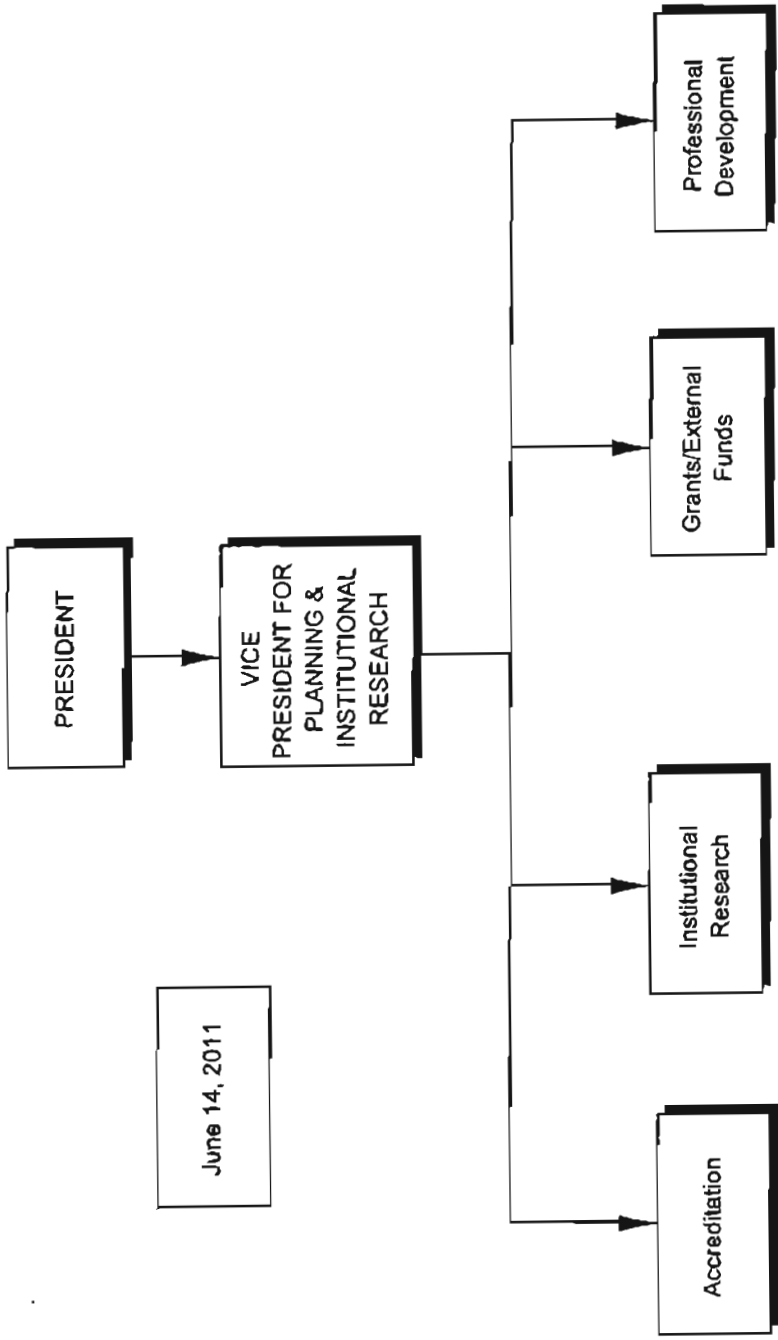 PRESIDENT
VICE
PRESIDENT FOR
PLANNING &
INSTITUTIONAL
RESEARCH
June 14, 2011
Accreditation
Institutional
Research
Grants/External
Funds
Professional
Development